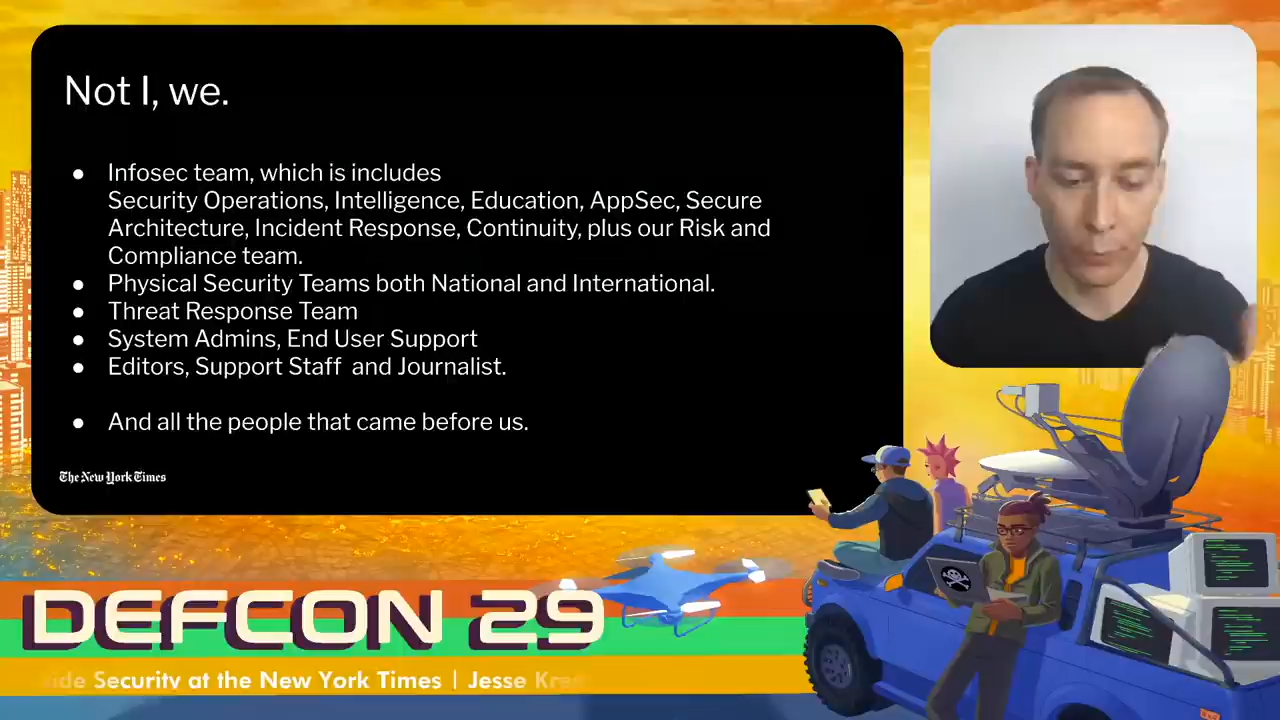 Not I, we.
● Infosec team, which is includes
Security Operations, Intelligence, Education, AppSec, Secure
Architecture, Incident Response, Continuity, plus our Risk and
Compliance team.
● Physical Security Teams both National and International.
● Threat Response Team
● System Admins, End User Support
● Editors, Support Staff and Journalist.
● And all the people that came before us.
The New York Times
DEFCON 29
Security at the New York Times | Jesse